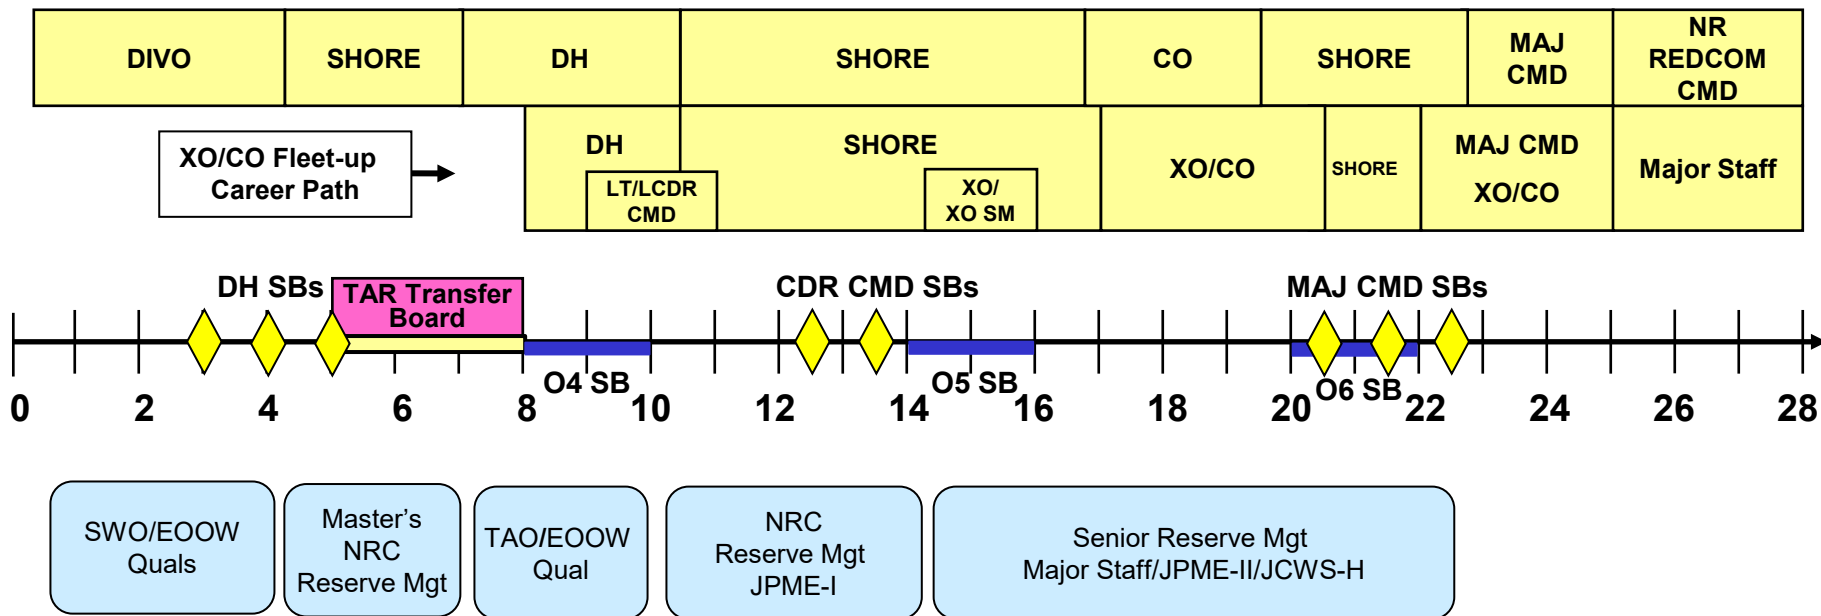 DIVO
SHORE
DH
SHORE
CO
SHORE
MAJ
CMD
NR
REDCOM
CMD
XO/CO Fleet-up
Career Path
DH
LT/LCDR
CMD
SHORE
XO/
XO SM
XO/CO
SHORE
MAJ CMD
XO/CO
Major Staff
DH SBs
TAR Transfer
Board
CDR CMD SBs
MAJ CMD SBs
O4 SB
O5 SB
O6 SB
0 2 4 6 8 10 12 14 16 18 20 22 24 26 28
SWO/EOOW
Quals
Master's
NRC
Reserve Mgt
TAO/EOOW
Qual
NRC
Reserve Mgt
JPME-I
Senior Reserve Mgt
Major Staff/JPME-II/JCWS-H